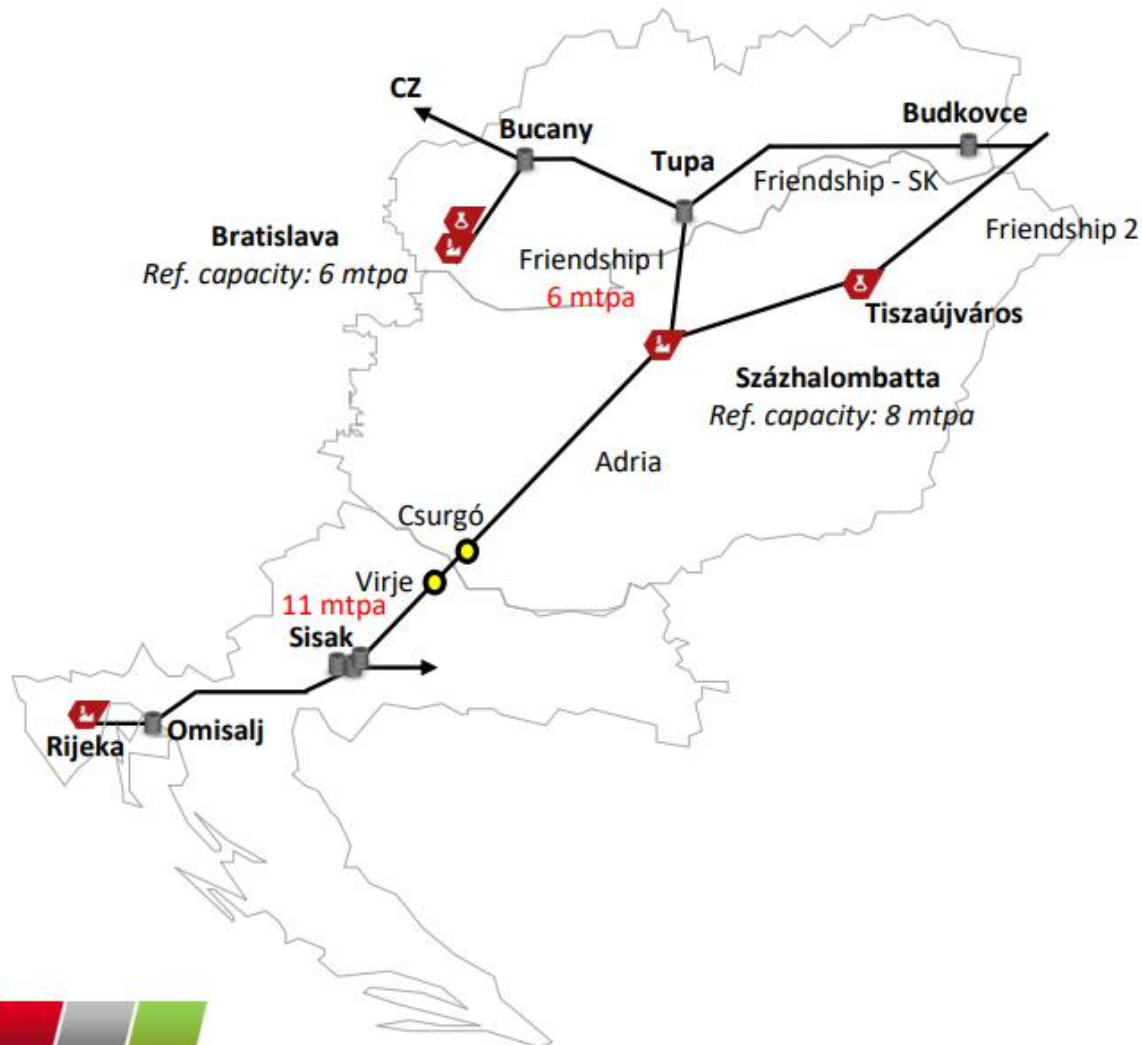 CZ
Bucany
Budkovce
Tupa
Friendship - SK
Bratislava
Ref. capacity: 6 mtpa
Friendship I
6 mtpa
Friendship 2
Tiszaújváros
Százhalombatta
Ref. capacity: 8 mtpa
Adria
Csurgó
Virje
11 mtpa
Sisak
Omisalj
Rijeka